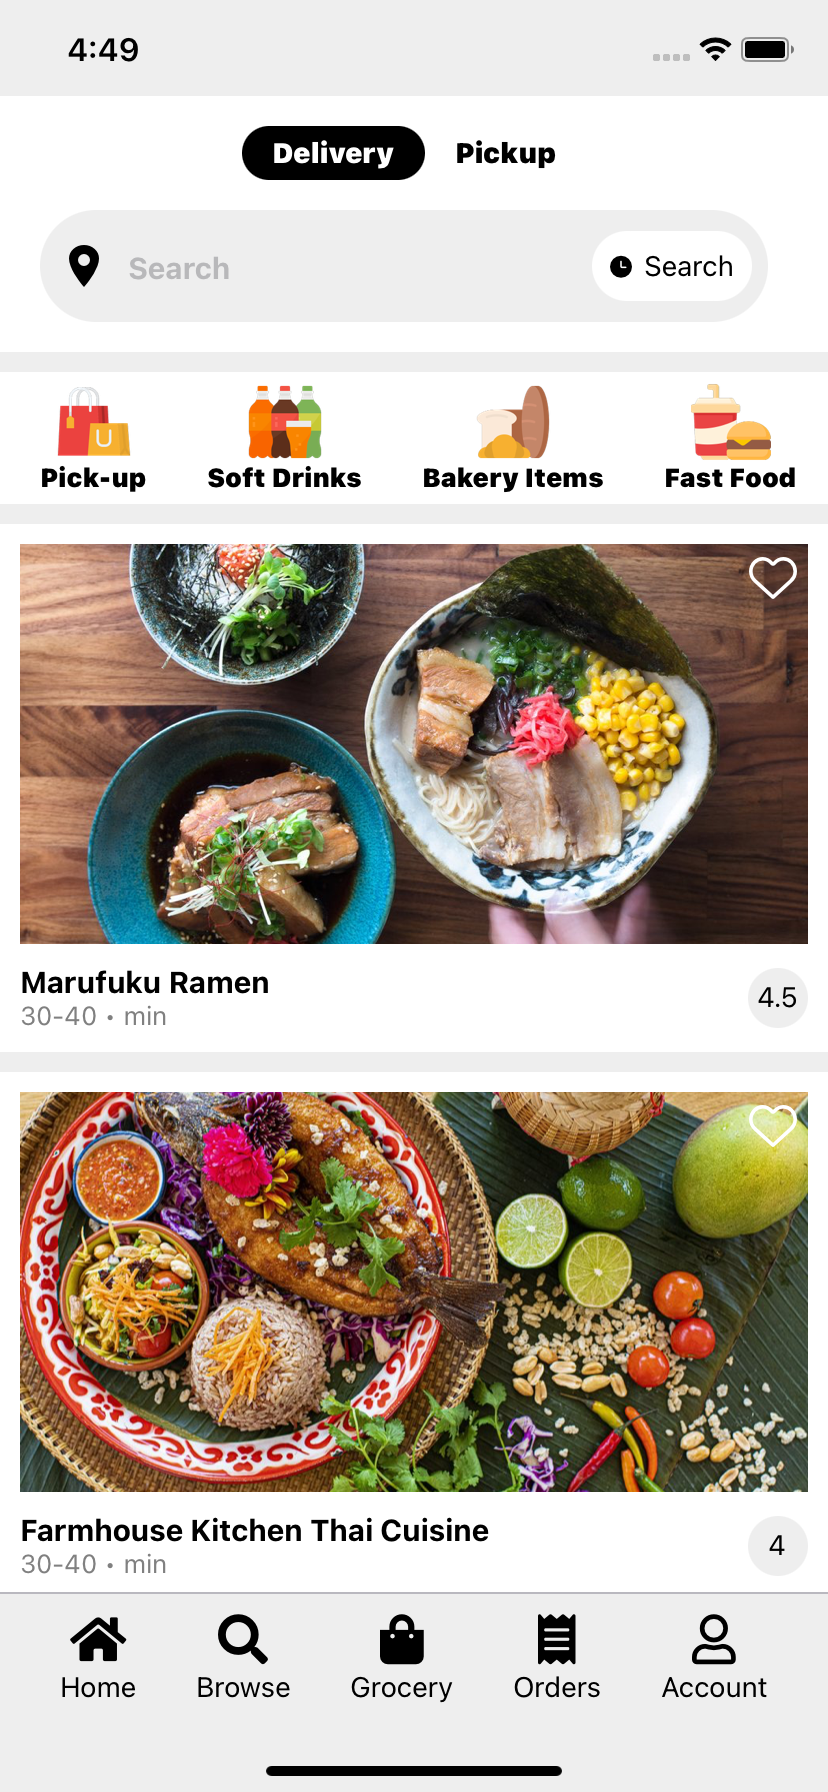 4:49
Delivery Pickup
Search Search
Pick-up Soft Drinks Bakery Items Fast Food
Marufuku Ramen
30-40 • min
4.5
Farmhouse Kitchen Thai Cuisine
30-40 • min
4
Home Browse Grocery Orders Account